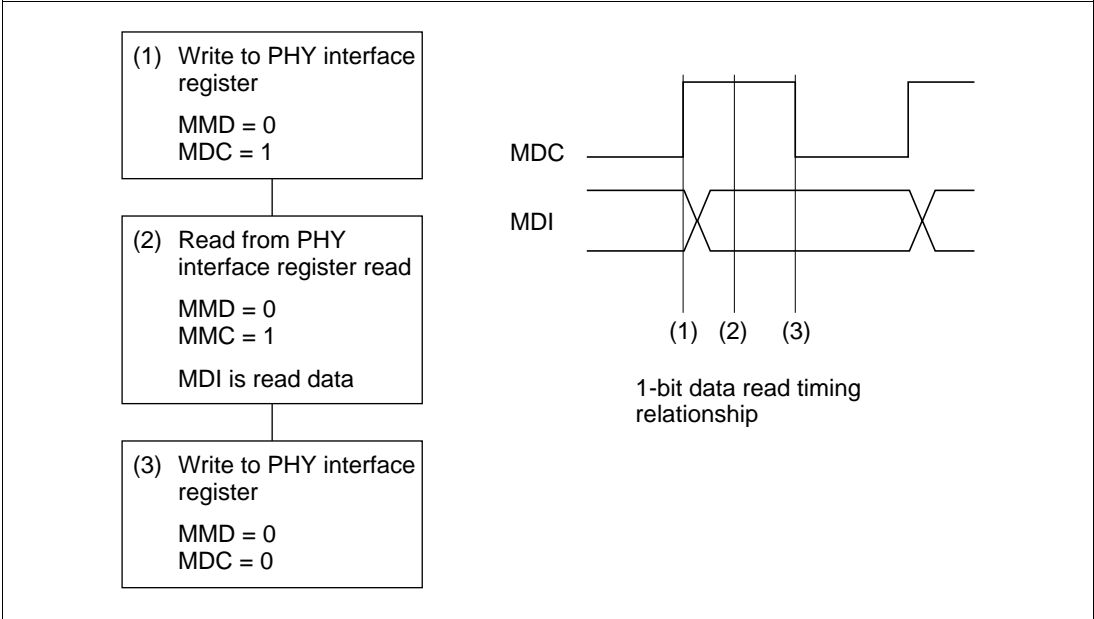 (1) Write to PHY interface
register
MMD = 0
MDC = 1
(2) Read from PHY
interface register read
MMD = 0
MMC = 1
MDI is read data
(3) Write to PHY interface
register
MMD = 0
MDC = 0
MDC
MDI
(1) (2) (3)
1-bit data read timing
relationship